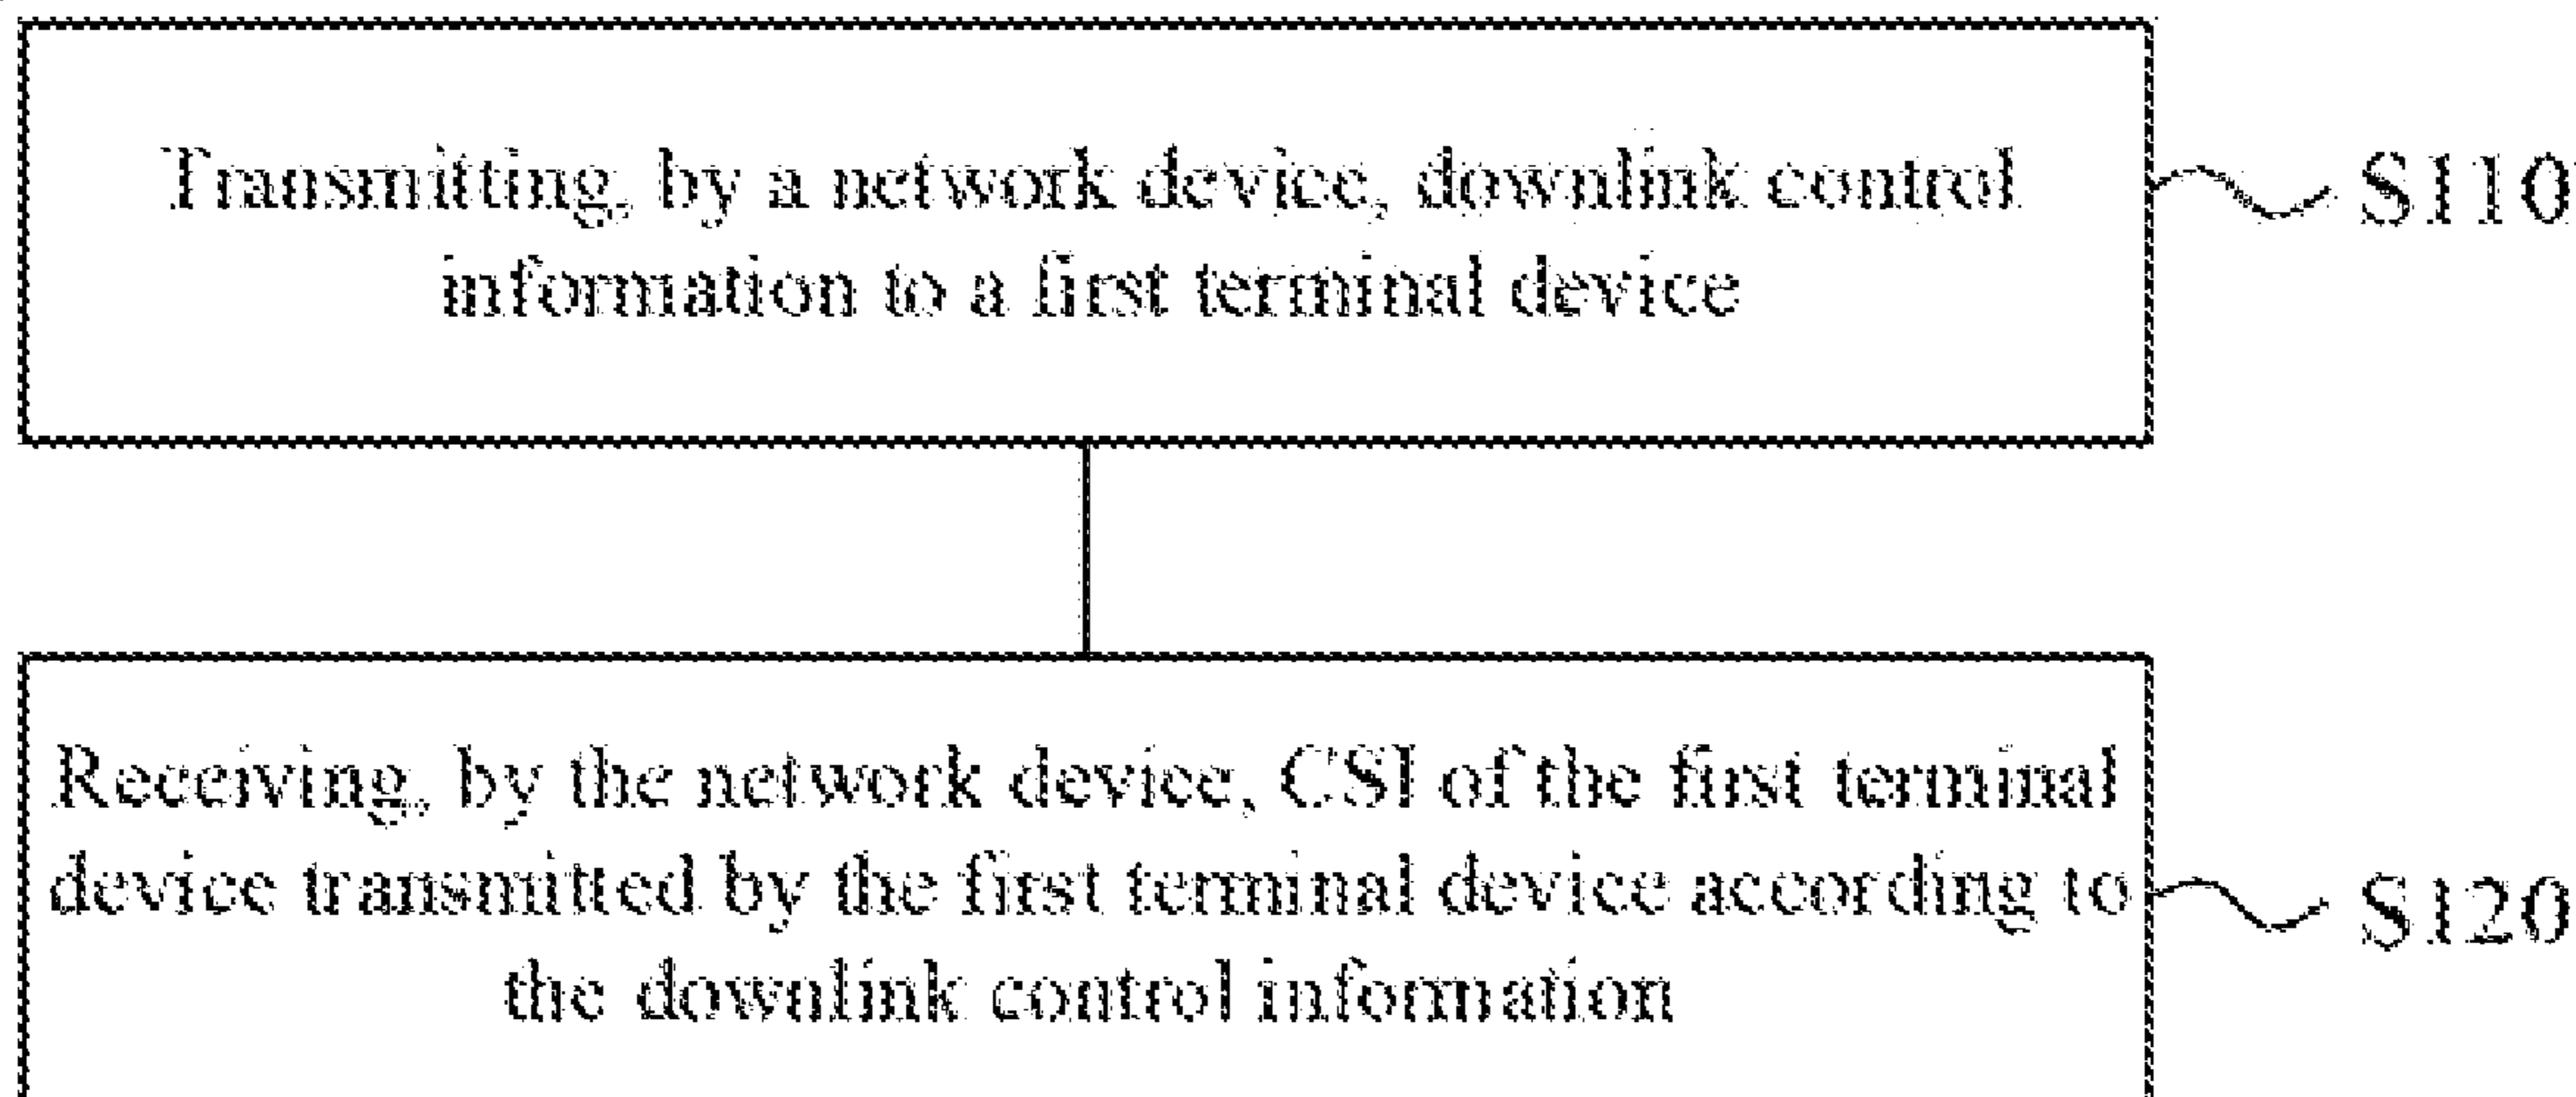 Transmitting, by a network device, downlink control
information to a first terminal device
S110
Receiving, by the network device, CSI of the first terminal
device transmitted by the first terminal device according to
the downlink control information
S120